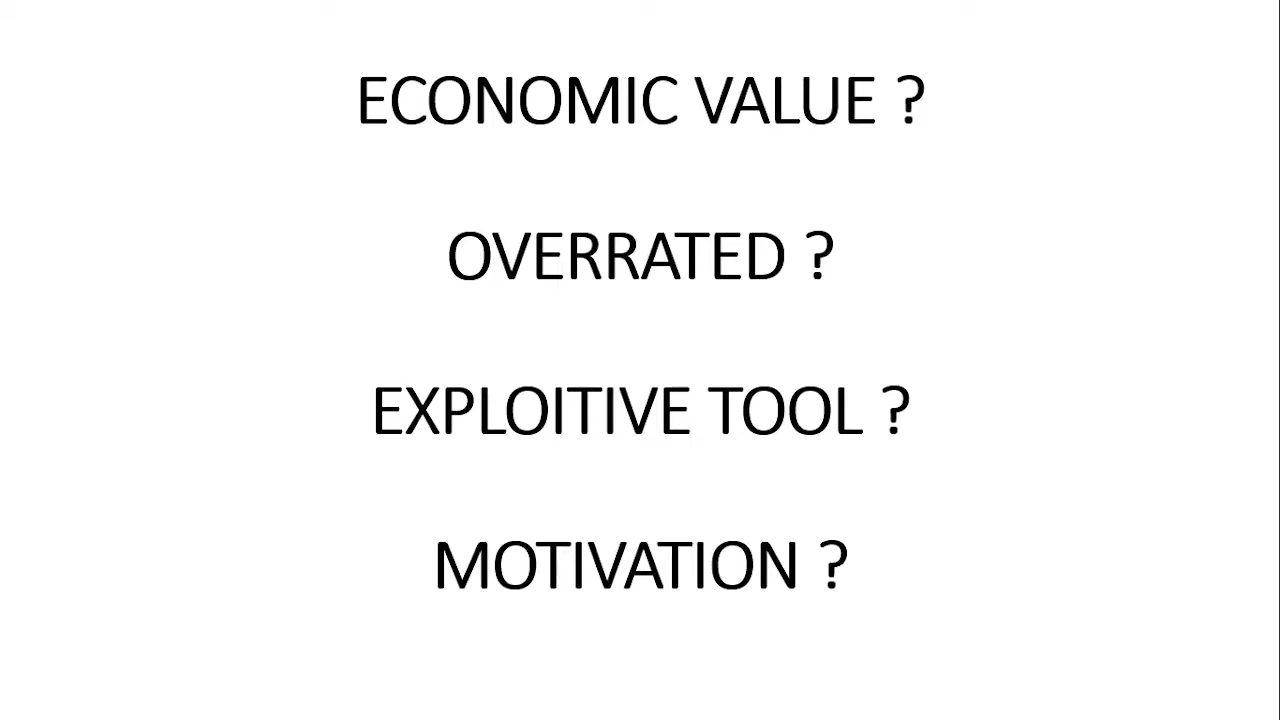 ECONOMIC VALUE ?
OVERRATED ?
EXPLOITIVE TOOL ?
MOTIVATION ?